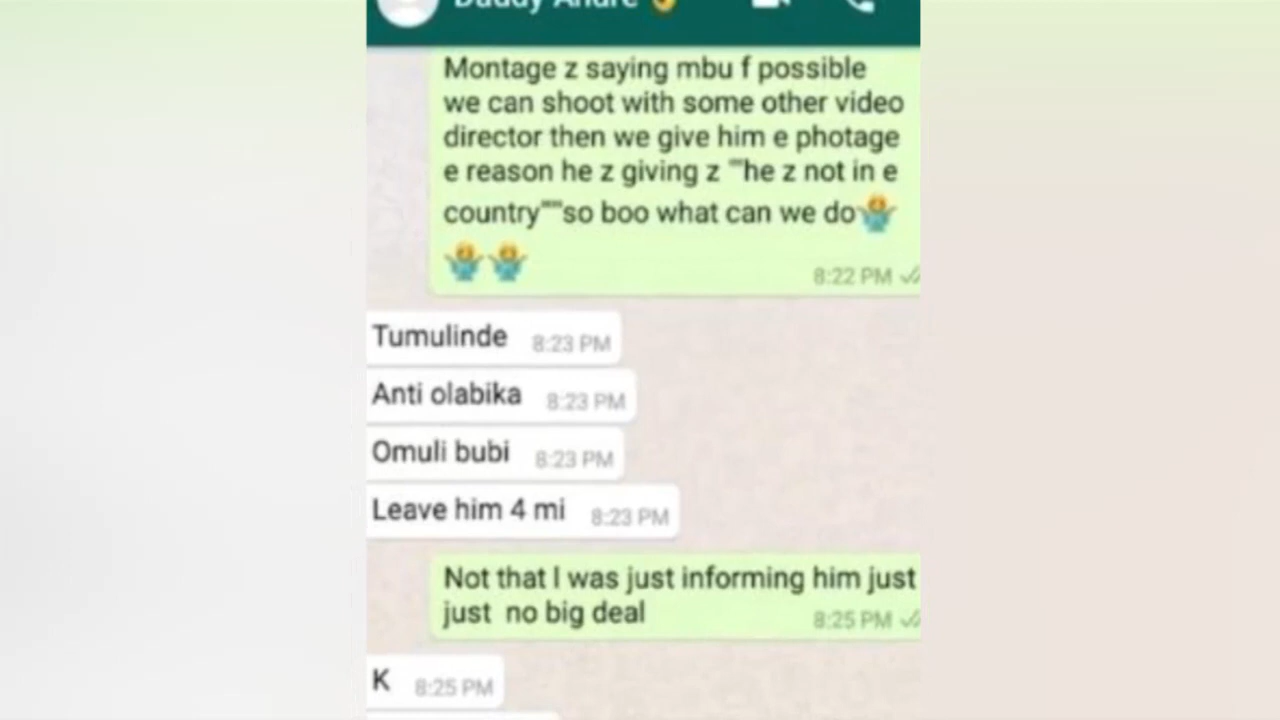 Daddy Andre
Montage z saying mbu f possible
we can shoot with some other video
director then we give him e photage
e reason he z giving z ""he z not in e
country""so boo what can we do🤷
🤷🤷
8:22 PM
Tumulinde 8:23 PM
Anti olabika 8:23 PM
Omuli bubi 8:23 PM
Leave him 4 mi 8:23 PM
Not that I was just informing him just
just no big deal 8:25 PM
K 8:25 PM